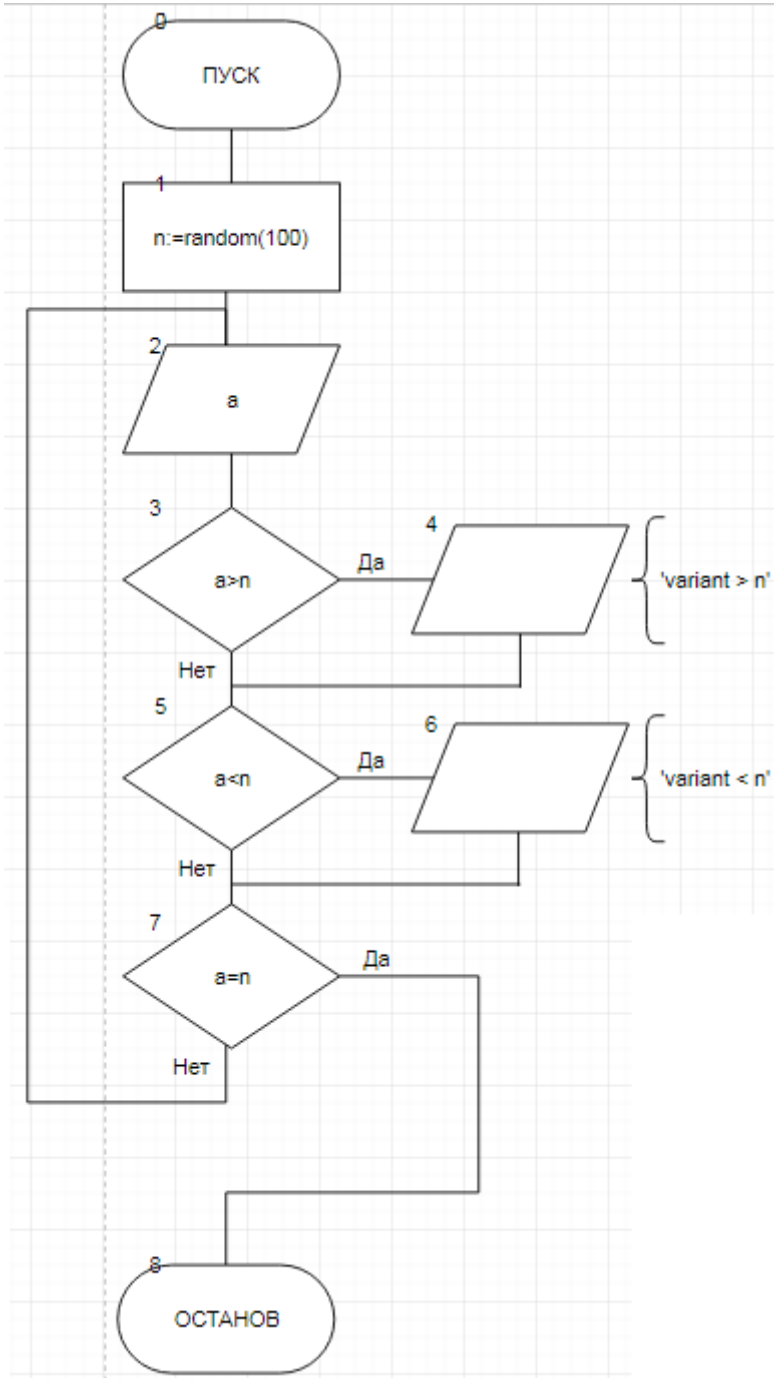 0
ПУСК
1
n:=random(100)
2
a
3
a>n
Да
4
'variant > n'
Нет
5
a<n
Да
6
'variant < n'
Нет
7
a=n
Да
Нет
8
ОСТАНОВ